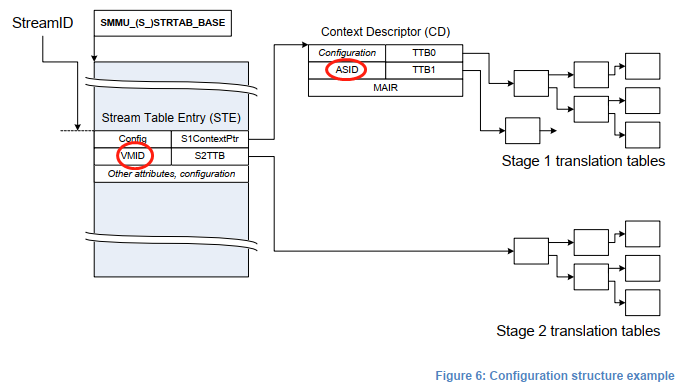 StreamID
SMMU_(S_)STRTAB_BASE
Context Descriptor (CD)
Configuration
TTB0
ASID
TTB1
MAIR
Stream Table Entry (STE)
Config
S1ContextPtr
VMID
S2TTB
Other attributes, configuration
Stage 1 translation tables
Stage 2 translation tables
Figure 6: Configuration structure example